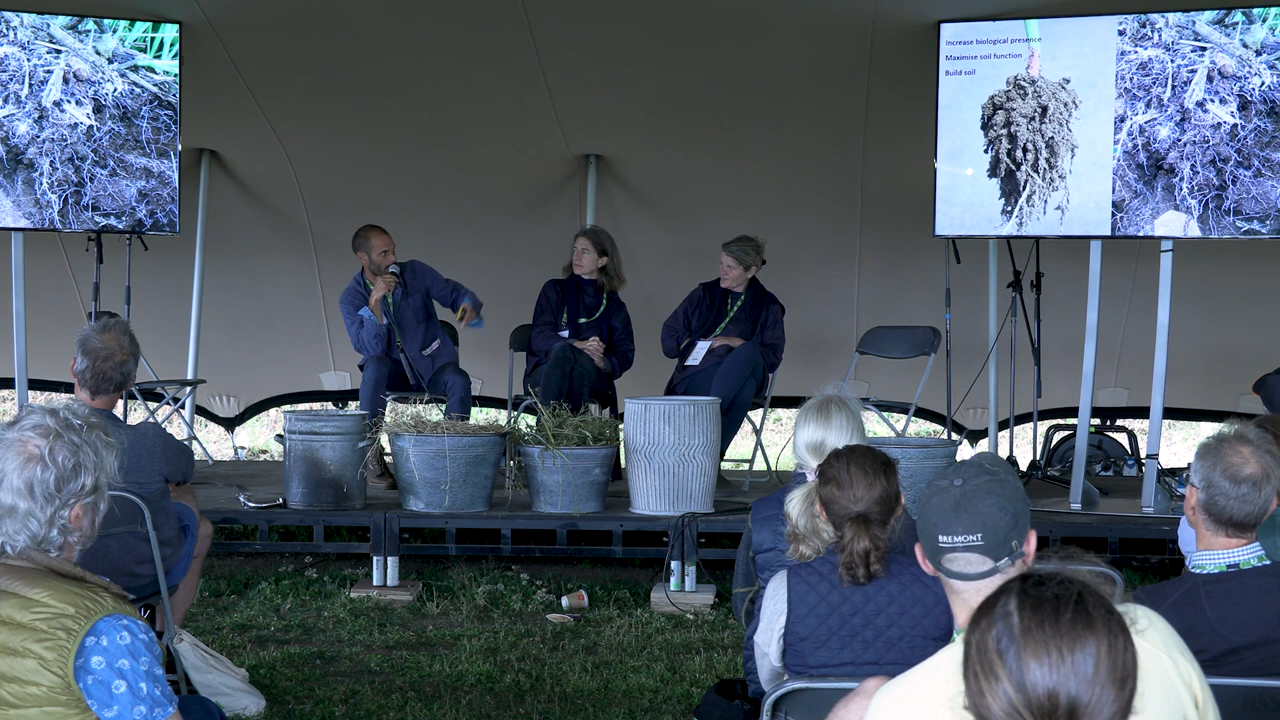 Increase biological presence
Maximise soil function
Build soil
BREMONT